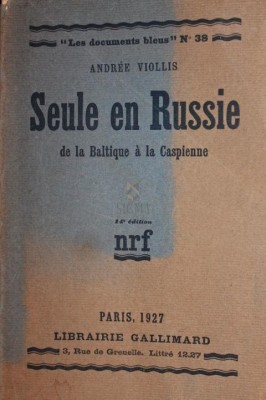 "Les documents bleus" N° 38
ANDRÉE VIOLLIS
Seule en Russie
de la Baltique à la Caspienne
14e édition
nrf
PARIS, 1927
LIBRAIRIE GALLIMARD
3, Rue de Grenelle. Littré 12.27